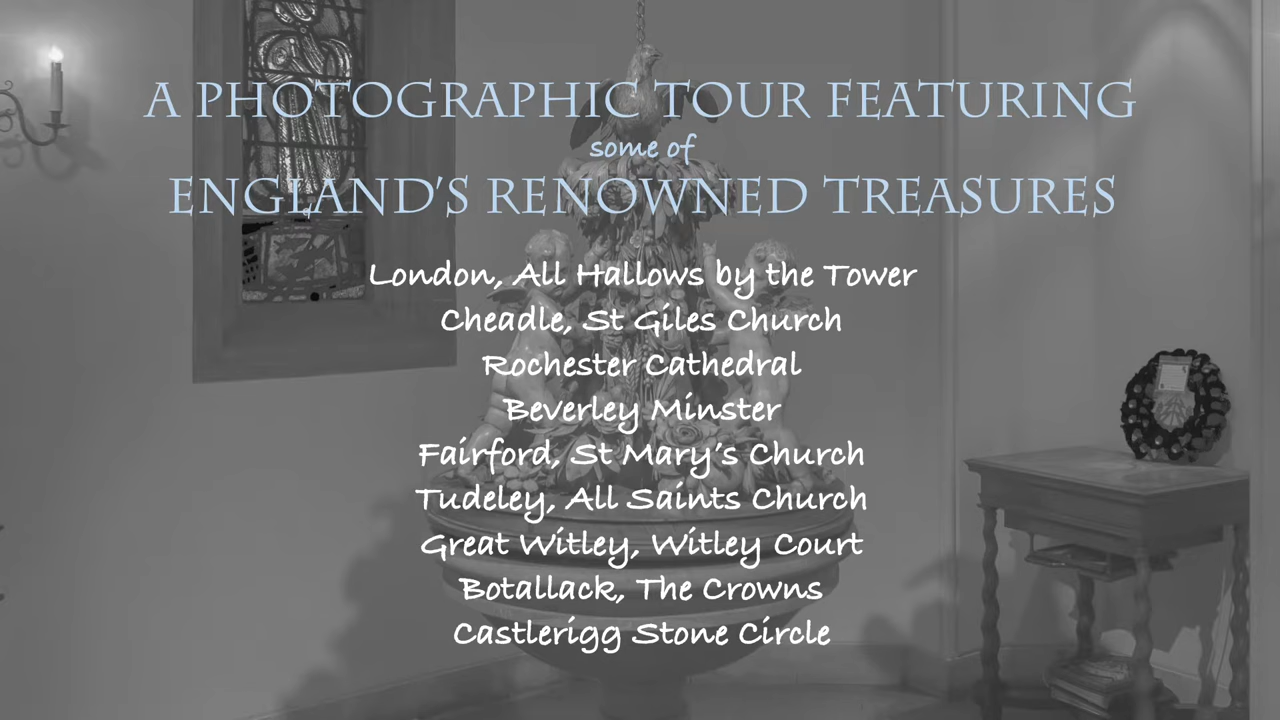 A PHOTOGRAPHIC TOUR FEATURING
some of
ENGLAND'S RENOWNED TREASURES
London, All Hallows by the Tower
Cheadle, St Giles Church
Rochester Cathedral
Beverley Minster
Fairford, St Mary's Church
Tudeley, All Saints Church
Great Witley, Witley Court
Botallack, The Crowns
Castlerigg Stone Circle